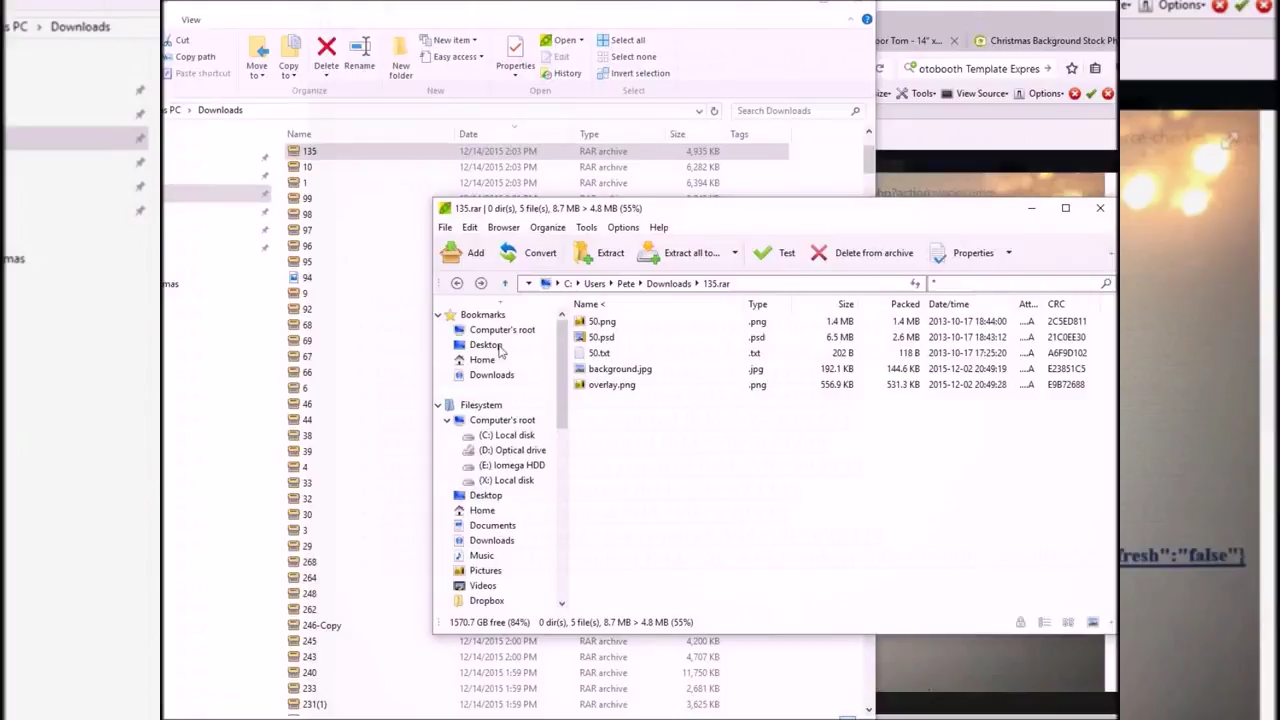 s PC > Downloads
View
Cut
Copy path
Paste shortcut
Move to
Copy to
Delete
Rename
New folder
New item
Easy access
Properties
Open
Edit
History
Select all
Select none
Invert selection
Organize
New
Open
Select
s PC > Downloads
Search Downloads
Name Date Type Size Tags
135 12/14/2015 2:03 PM RAR archive 4,935 KB
10 12/14/2015 2:03 PM RAR archive 6,282 KB
1 12/14/2015 2:03 PM RAR archive 6,394 KB
99
98
97
96
95
94
9
92
68
69
67
66
6
46
44
38
39
4
33
32
30
3
29
268
264
248
262
246-Copy
245 12/14/2015 2:00 PM RAR archive 4,200 KB
243 12/14/2015 2:00 PM RAR archive 4,707 KB
240 12/14/2015 1:59 PM RAR archive 11,750 KB
233 12/14/2015 1:59 PM RAR archive 2,681 KB
231(1) 12/14/2015 1:59 PM RAR archive 3,625 KB
135.rar | 0 dir(s), 5 file(s), 8.7 MB > 4.8 MB (55%)
File Edit Browser Organize Tools Options Help
Add Convert Extract Extract all to... Test Delete from archive Properties
C: > Users > Pete > Downloads > 135.rar *
Bookmarks
Computer's root
Desktop
Home
Downloads
Filesystem
Computer's root
(C:) Local disk
(D:) Optical drive
(E:) Iomega HDD
(X:) Local disk
Desktop
Home
Documents
Downloads
Music
Pictures
Videos
Dropbox
Name < Type Size Packed Date/time Att... CRC
50.png .png 1.4 MB 1.4 MB 2013-10-17 18:44:00 ....A 2C5ED811
50.psd .psd 6.5 MB 2.6 MB 2013-10-17 18:43:12 ....A 21C0EE30
50.txt .txt 202 B 118 B 2013-10-17 17:25:20 ....A A6F9D102
background.jpg .jpg 192.1 KB 144.6 KB 2015-12-02 20:49:19 ....A E23851C5
overlay.png .png 556.9 KB 531.3 KB 2015-12-02 20:49:28 ....A E9B72688
1570.7 GB free (84%) 0 dir(s), 5 file(s), 8.7 MB > 4.8 MB (55%)
oor Tom - 14" x...
Christmas Background Stock Ph
otobooth Template Expres
size Tools View Source Options
Options
fresh":"false"}
mas
mas